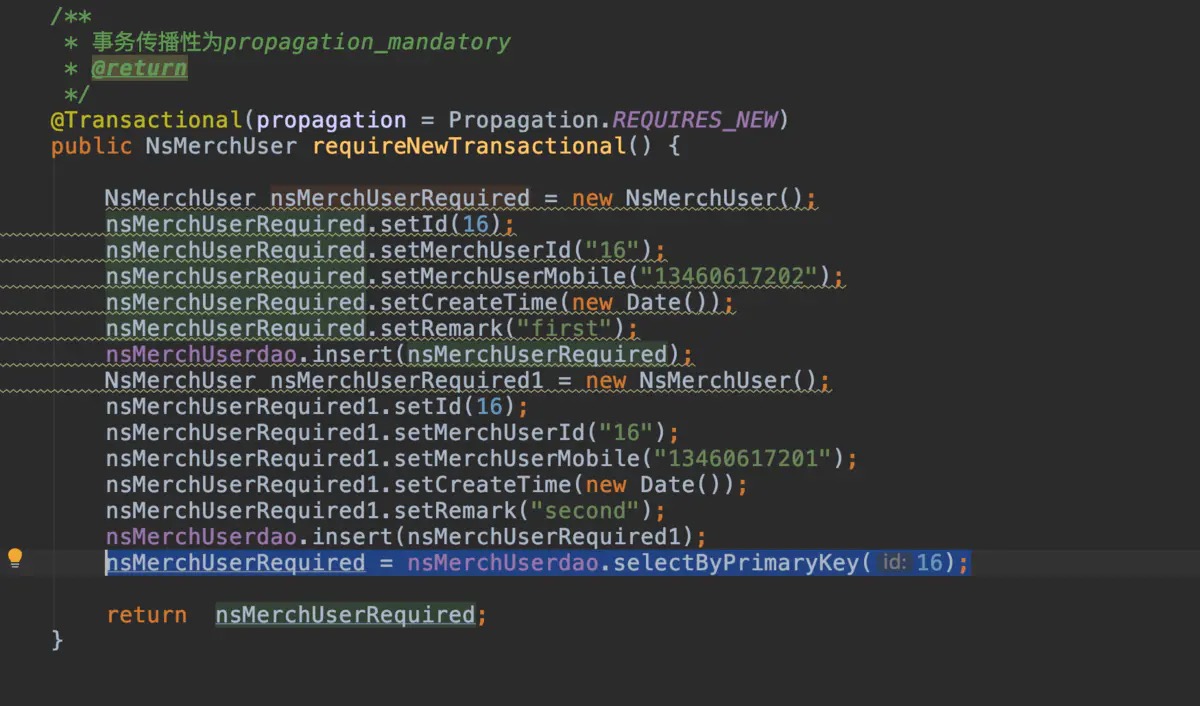 /**
 * 事务传播性为propagation_mandatory
 * @return
 */
@Transactional(propagation = Propagation.REQUIRES_NEW)
public NsMerchUser requireNewTransactional() {
NsMerchUser nsMerchUserRequired = new NsMerchUser();
nsMerchUserRequired.setId(16);
nsMerchUserRequired.setMerchUserId("16");
nsMerchUserRequired.setMerchUserMobile("13460617202");
nsMerchUserRequired.setCreateTime(new Date());
nsMerchUserRequired.setRemark("first");
nsMerchUserdao.insert(nsMerchUserRequired);
NsMerchUser nsMerchUserRequired1 = new NsMerchUser();
nsMerchUserRequired1.setId(16);
nsMerchUserRequired1.setMerchUserId("16");
nsMerchUserRequired1.setMerchUserMobile("13460617201");
nsMerchUserRequired1.setCreateTime(new Date());
nsMerchUserRequired1.setRemark("second");
nsMerchUserdao.insert(nsMerchUserRequired1);
nsMerchUserRequired = nsMerchUserdao.selectByPrimaryKey( id: 16);
return  nsMerchUserRequired;
}